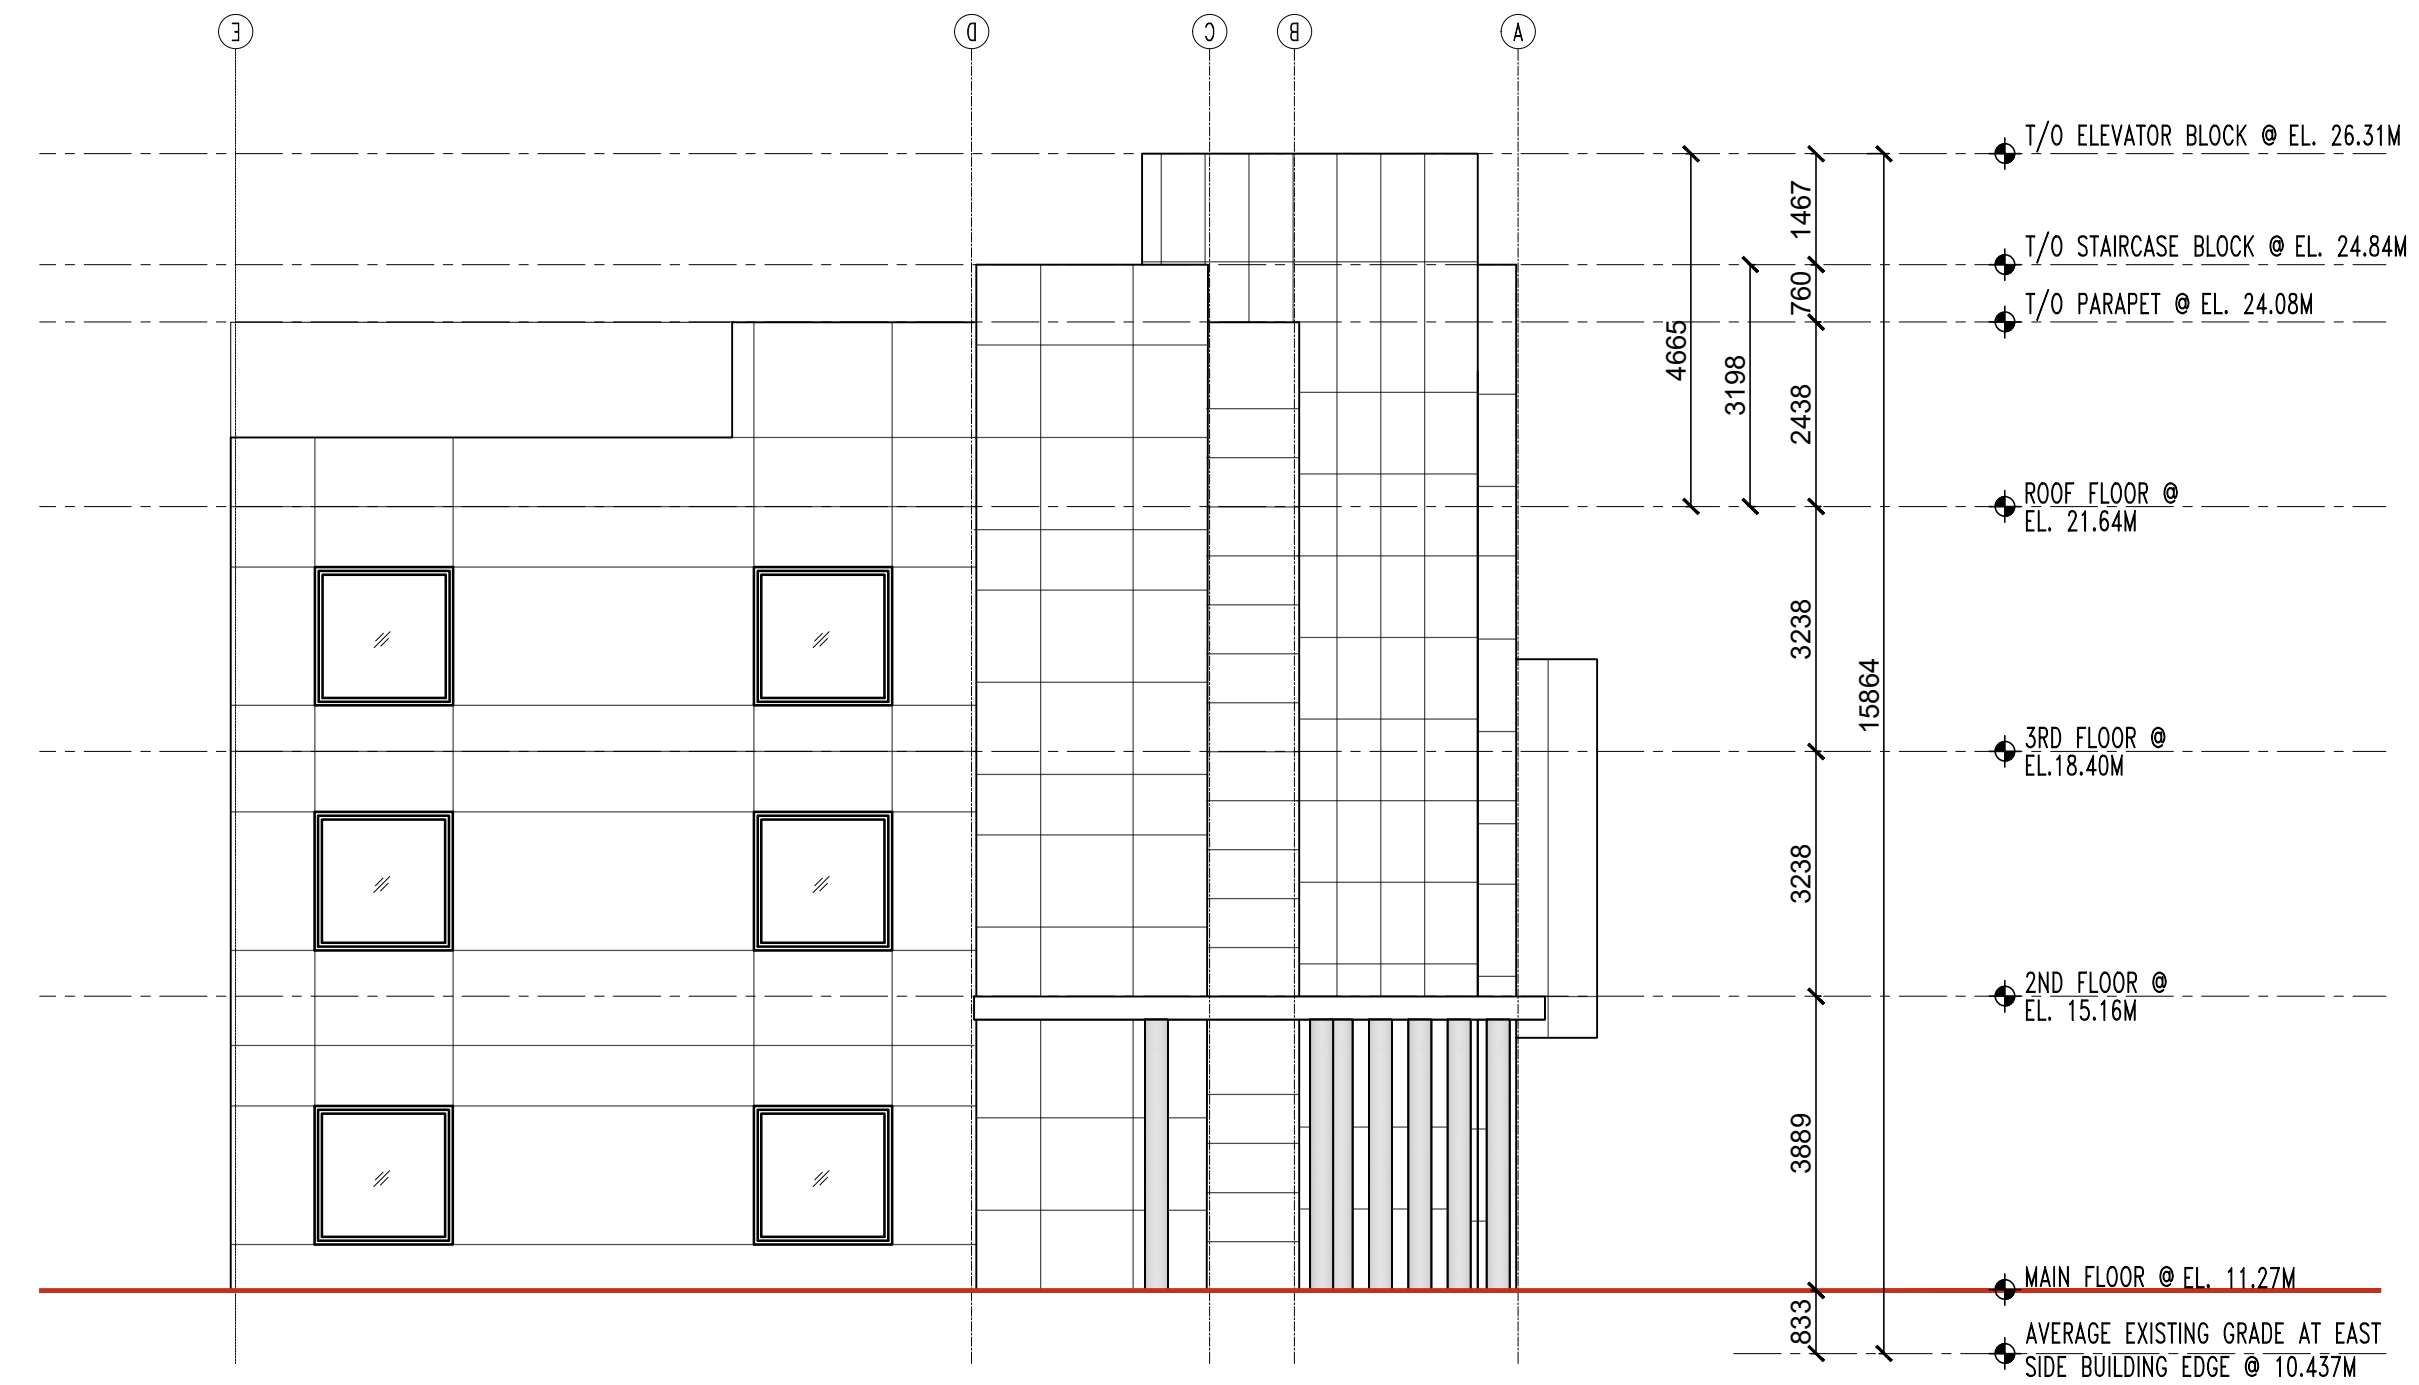 E D C B A
T/O ELEVATOR BLOCK @ EL. 26.31M
1467
T/O STAIRCASE BLOCK @ EL. 24.84M
760
T/O PARAPET @ EL. 24.08M
4665
3198
2438
ROOF FLOOR @
EL. 21.64M
3238
15864
3RD FLOOR @
EL.18.40M
3238
2ND FLOOR @
EL. 15.16M
3889
MAIN FLOOR @ EL. 11.27M
833
AVERAGE EXISTING GRADE AT EAST
SIDE BUILDING EDGE @ 10.437M